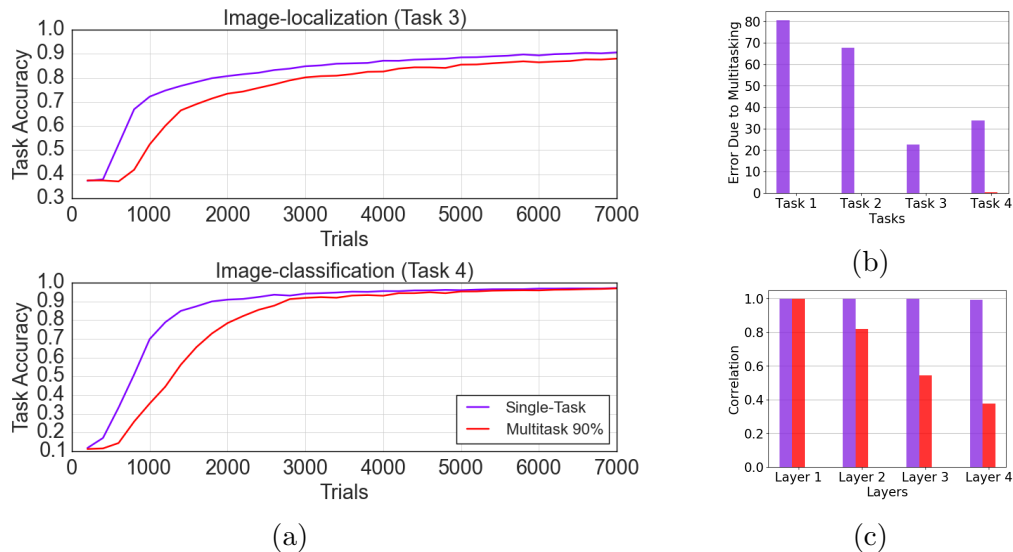 Image-localization (Task 3)
Task Accuracy
1.0
0.9
0.8
0.7
0.6
0.5
0.4
0.3
0 1000 2000 3000 4000 5000 6000 7000
Trials
Image-classification (Task 4)
Task Accuracy
1.0
0.9
0.8
0.7
0.6
0.5
0.4
0.3
0.2
0.1
Single-Task
Multitask 90%
0 1000 2000 3000 4000 5000 6000 7000
Trials
(a)
Error Due to Multitasking
80
70
60
50
40
30
20
10
0
Task 1 Task 2 Task 3 Task 4
Tasks
(b)
Correlation
1.0
0.8
0.6
0.4
0.2
0.0
Layer 1 Layer 2 Layer 3 Layer 4
Layers
(c)